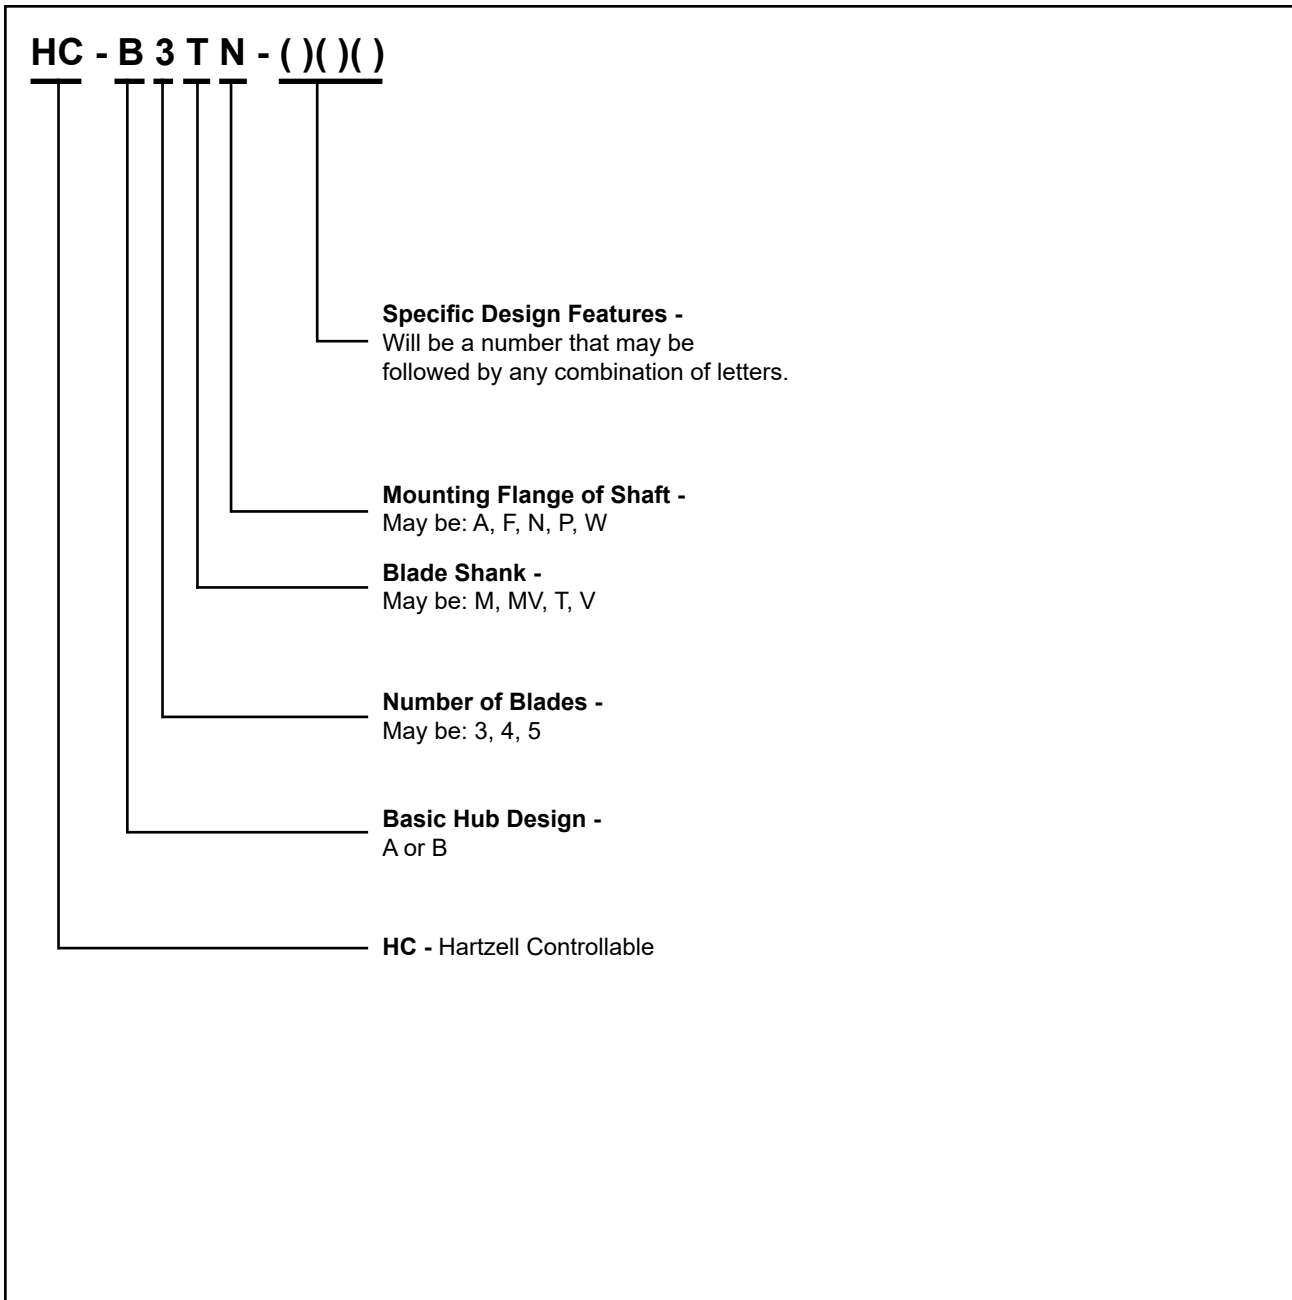 HC - B 3 T N - ( )( )( )
Specific Design Features -
Will be a number that may be
followed by any combination of letters.
Mounting Flange of Shaft -
May be: A, F, N, P, W
Blade Shank -
May be: M, MV, T, V
Number of Blades -
May be: 3, 4, 5
Basic Hub Design -
A or B
HC - Hartzell Controllable